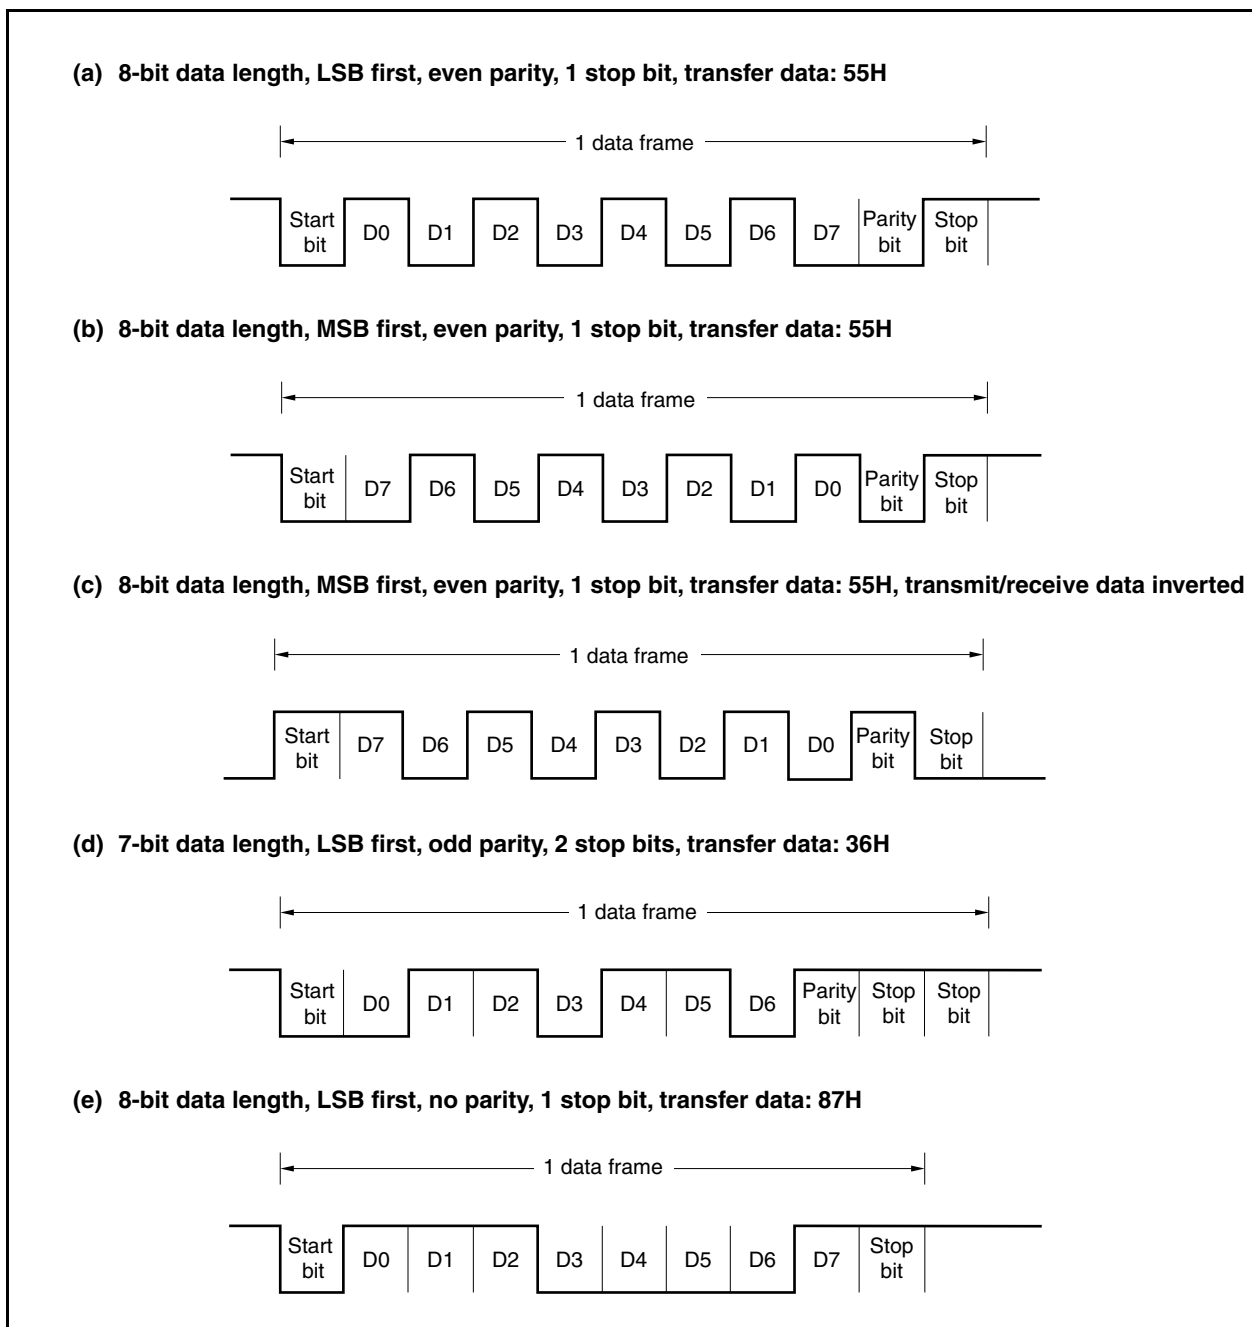 (a) 8-bit data length, LSB first, even parity, 1 stop bit, transfer data: 55H
1 data frame
Start bit D0 D1 D2 D3 D4 D5 D6 D7 Parity bit Stop bit
(b) 8-bit data length, MSB first, even parity, 1 stop bit, transfer data: 55H
1 data frame
Start bit D7 D6 D5 D4 D3 D2 D1 D0 Parity bit Stop bit
(c) 8-bit data length, MSB first, even parity, 1 stop bit, transfer data: 55H, transmit/receive data inverted
1 data frame
Start bit D7 D6 D5 D4 D3 D2 D1 D0 Parity bit Stop bit
(d) 7-bit data length, LSB first, odd parity, 2 stop bits, transfer data: 36H
1 data frame
Start bit D0 D1 D2 D3 D4 D5 D6 Parity bit Stop bit Stop bit
(e) 8-bit data length, LSB first, no parity, 1 stop bit, transfer data: 87H
1 data frame
Start bit D0 D1 D2 D3 D4 D5 D6 D7 Stop bit